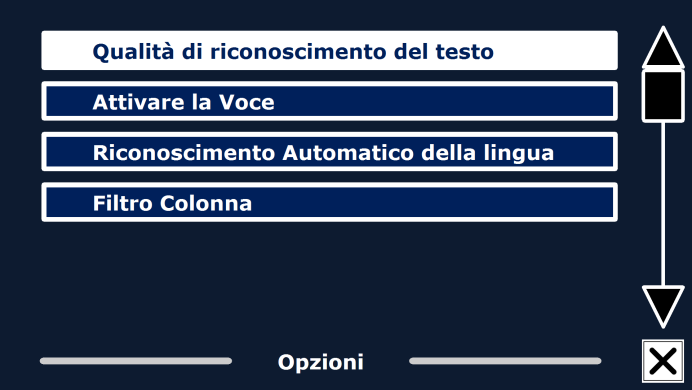 Qualità di riconoscimento del testo
Attivare la Voce
Riconoscimento Automatico della lingua
Filtro Colonna
Opzioni